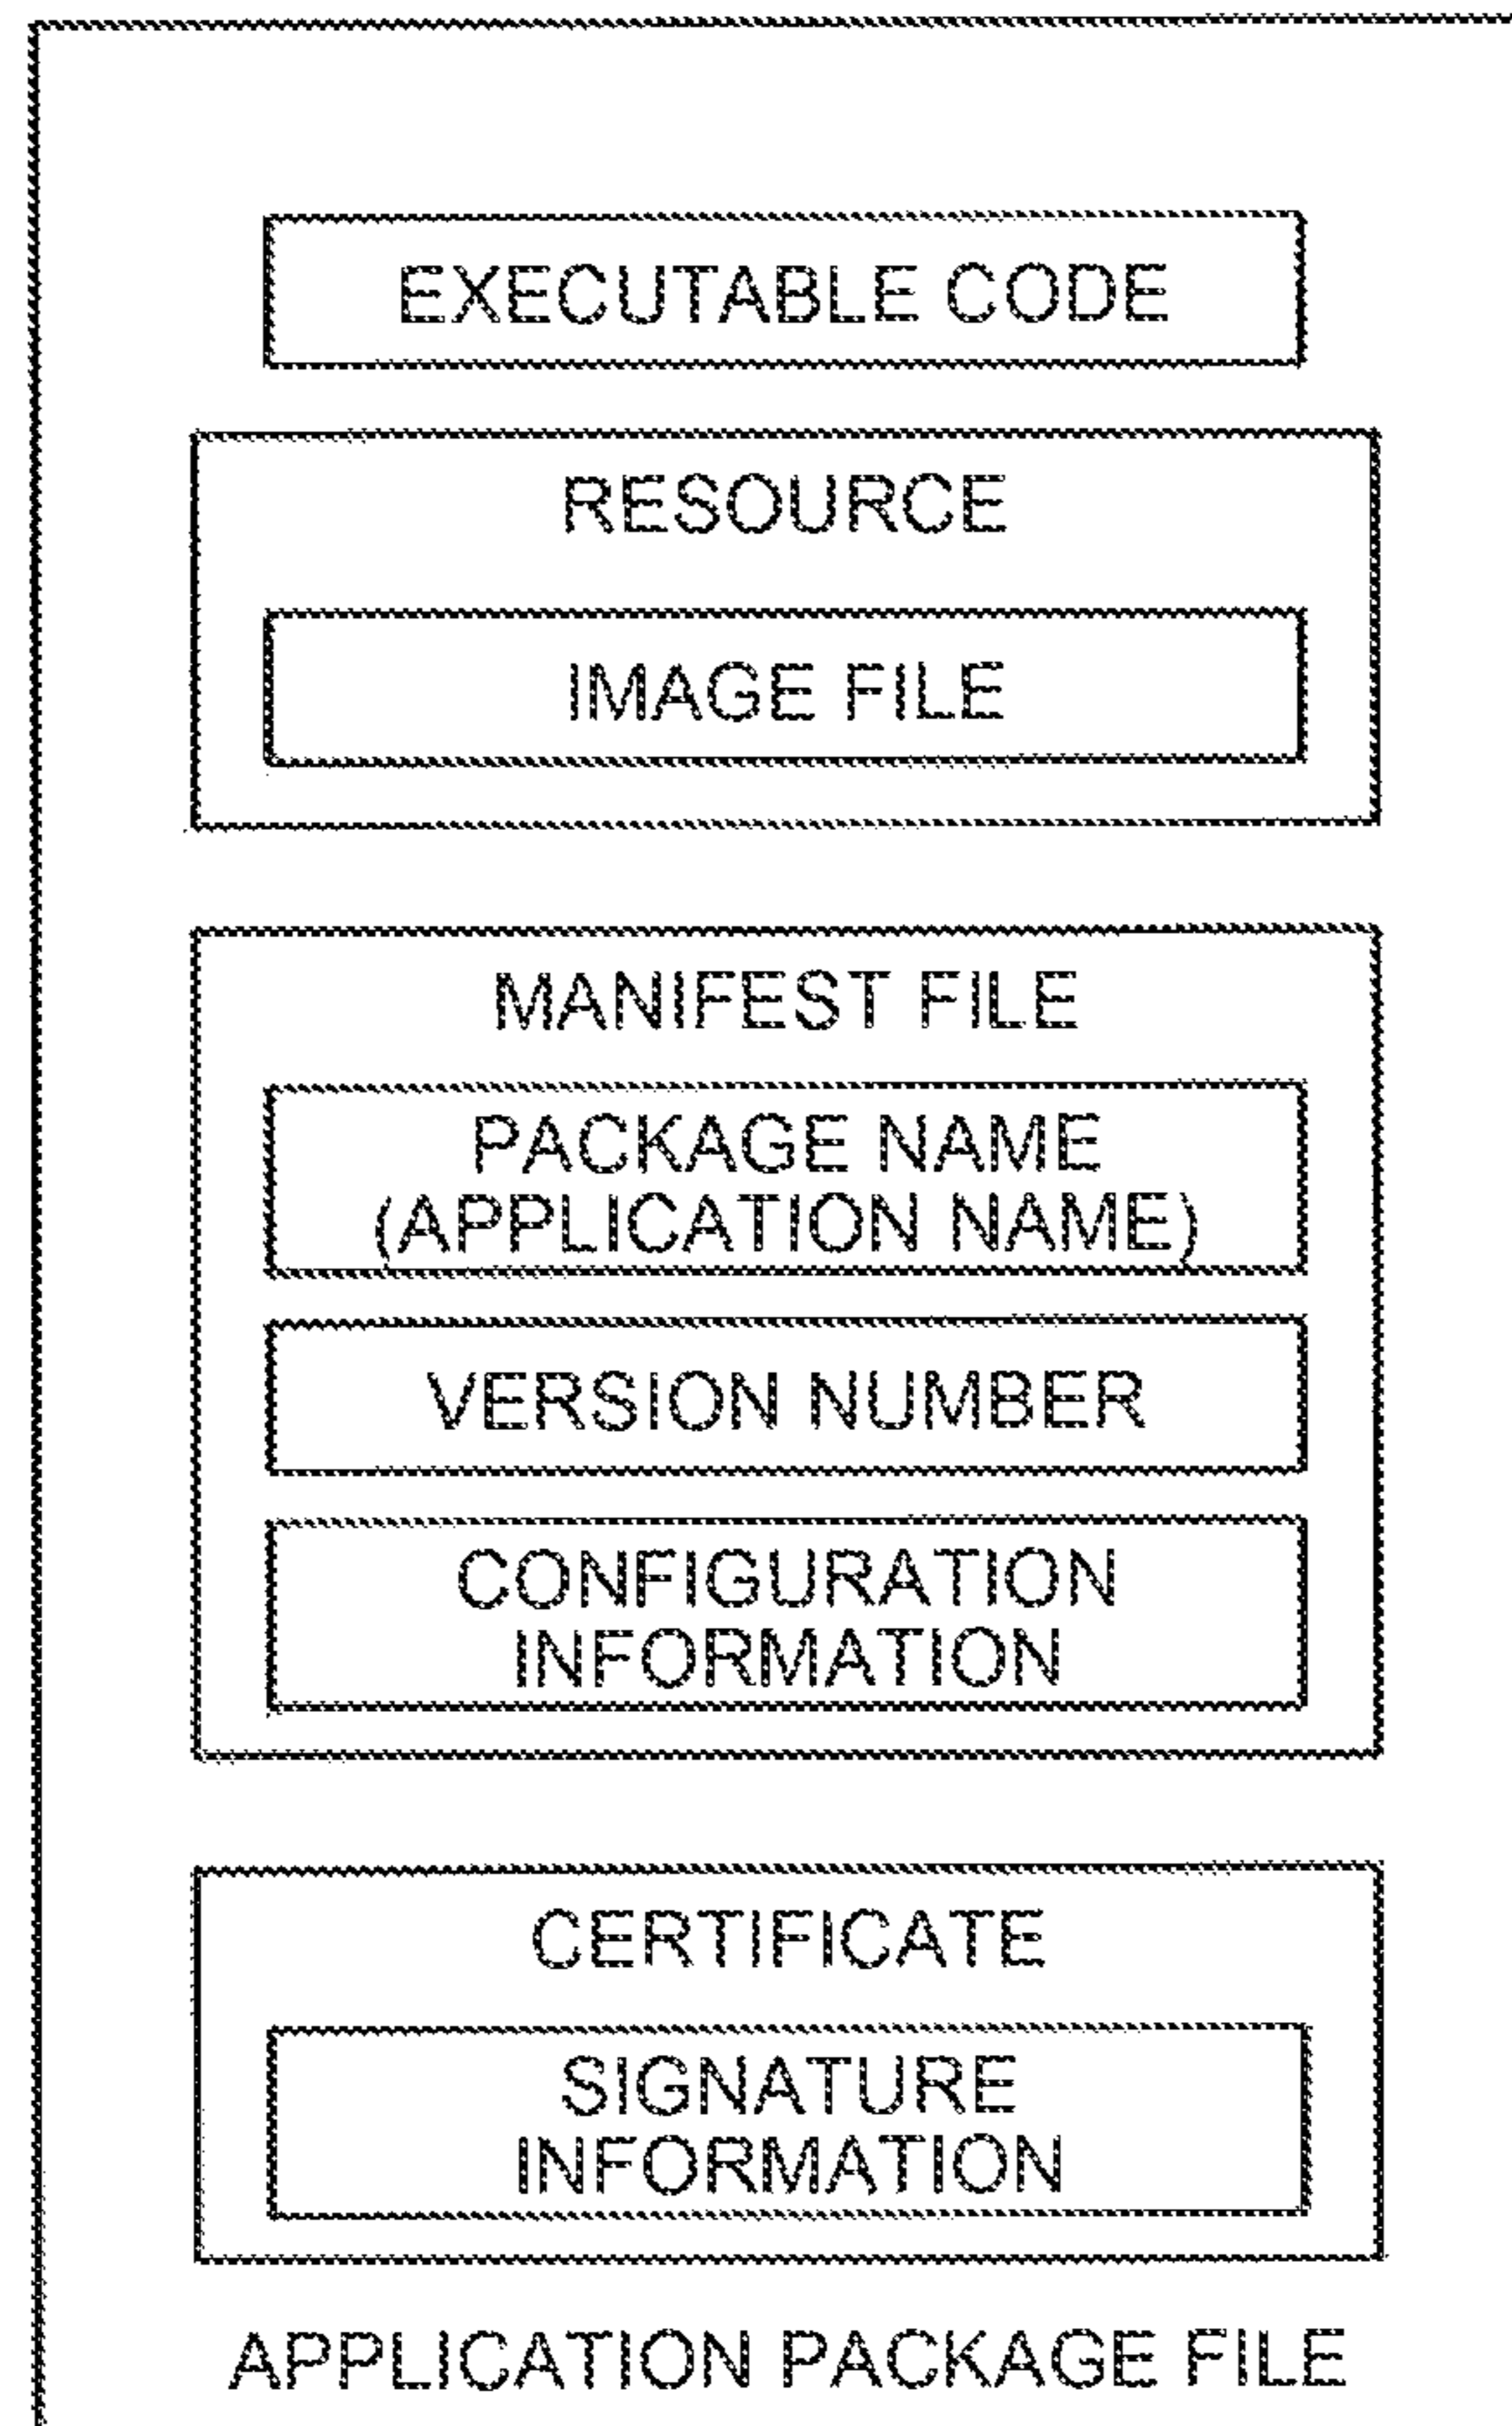 EXECUTABLE CODE
RESOURCE
IMAGE FILE
MANIFEST FILE
PACKAGE NAME
(APPLICATION NAME)
VERSION NUMBER
CONFIGURATION
INFORMATION
CERTIFICATE
SIGNATURE
INFORMATION
APPLICATION PACKAGE FILE